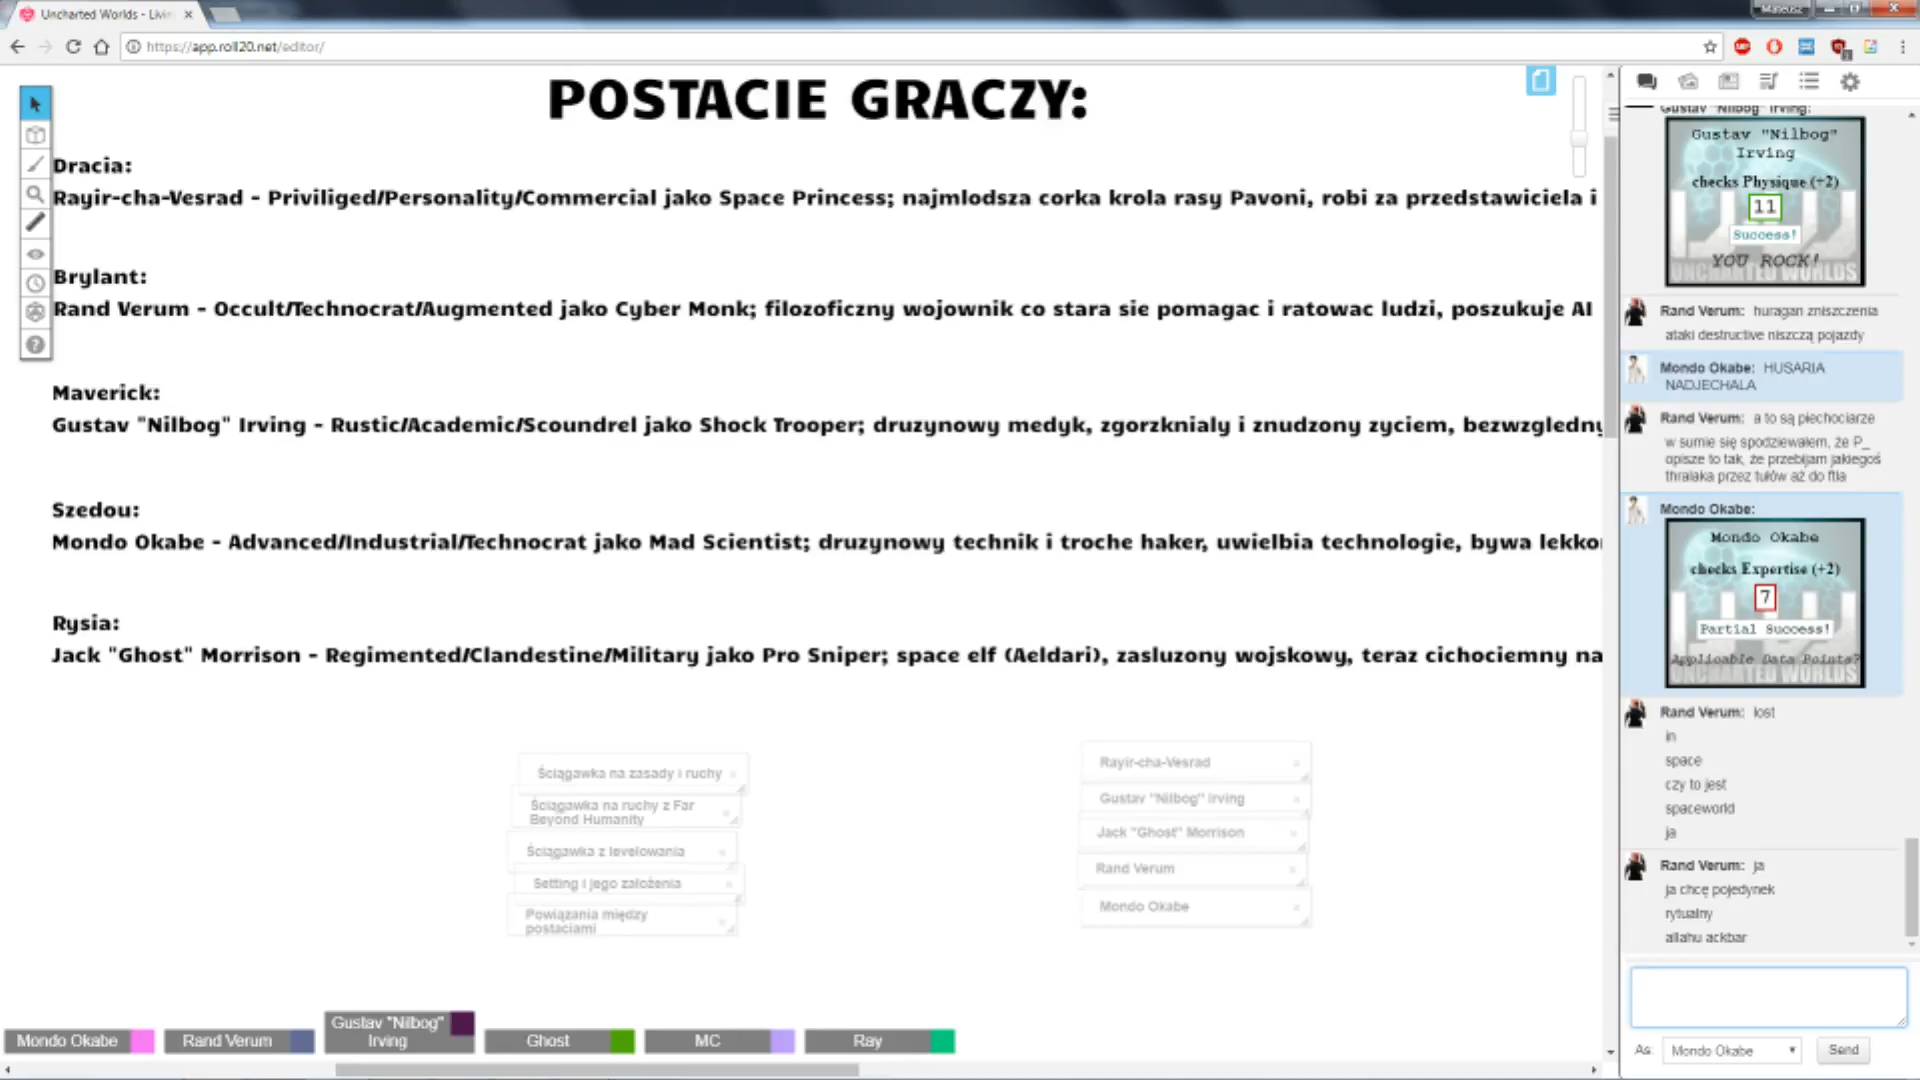 Uncharted Worlds - Livi
Mateusz
https://app.roll20.net/editor/
POSTACIE GRACZY:
Dracia:
Rayir-cha-Vesrad - Priviliged/Personality/Commercial jako Space Princess; najmlodsza corka krola rasy Pavoni, robi za przedstawiciela i
Brylant:
Rand Verum - Occult/Technocrat/Augmented jako Cyber Monk; filozoficzny wojownik co stara sie pomagac i ratowac ludzi, poszukuje AI
Maverick:
Gustav "Nilbog" Irving - Rustic/Academic/Scoundrel jako Shock Trooper; druzynowy medyk, zgorzknialy i znudzony zyciem, bezwzgledny
Szedou:
Mondo Okabe - Advanced/Industrial/Technocrat jako Mad Scientist; druzynowy technik i troche haker, uwielbia technologie, bywa lekko
Rysia:
Jack "Ghost" Morrison - Regimented/Clandestine/Military jako Pro Sniper; space elf (Aeldari), zasluzony wojskowy, teraz cichociemny na
Ściągawka na zasady i ruchy
Ściągawka na ruchy z Far
Beyond Humanity
Ściągawka z levelowania
Setting i jego założenia
Powiązania między
postaciami
Rayir-cha-Vesrad
Gustav "Nilbog" Irving
Jack "Ghost" Morrison
Rand Verum
Mondo Okabe
Mondo Okabe
Rand Verum
Gustav "Nilbog"
Irving
Ghost
MC
Ray
Gustav "Nilbog" Irving:
Gustav "Nilbog"
Irving
checks Physique (+2)
11
Success!
YOU ROCK!
UNCHARTED WORLDS
Rand Verum: huragan zniszczenia
ataki destructive niszczą pojazdy
Mondo Okabe: HUSARIA
NADJECHALA
Rand Verum: a to są piechociarze
w sumie się spodziewałem, że P_
opisze to tak, że przebijam jakiegoś
thralaka przez tułów aż do
Mondo Okabe:
Mondo Okabe
checks Expertise (+2)
7
Partial Success!
Applicable Data Points?
UNCHARTED WORLDS
Rand Verum: lost
in
space
czy to jest
spaceworld
ja
Rand Verum: ja
ja chcę pojedynek
rytualny
allahu ackbar
As: Mondo Okabe
Send